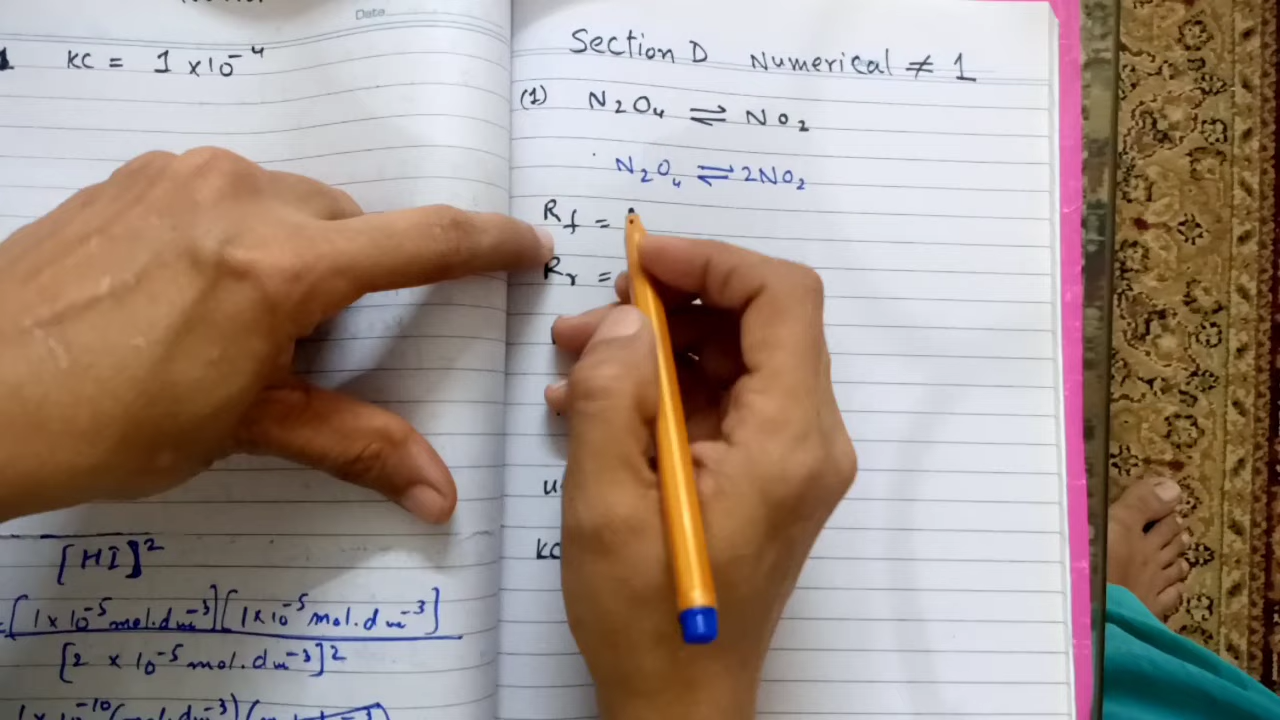 Data
KC = 1 × 10⁻⁴
[HI]²
= [1 × 10⁻⁵ mol.dm⁻³][1 × 10⁻⁵ mol.dm⁻³]
[2 × 10⁻⁵ mol.dm⁻³]²
Section D Numerical ≠ 1
(1) N₂O₄ ⇌ NO₂
N₂O₄ ⇌ 2NO₂
Rf =
Rr =
KC